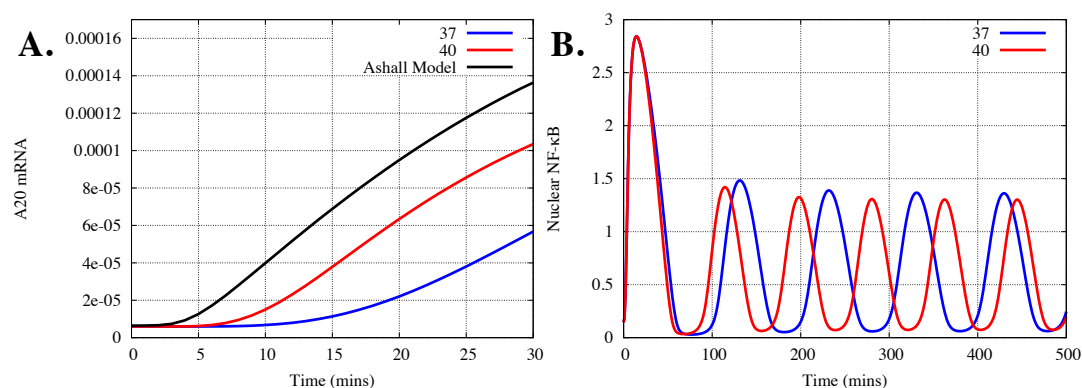 A.
37
40
Ashall Model
0.00016
0.00014
0.00012
0.0001
8e-05
6e-05
4e-05
2e-05
0
A20 mRNA
0 5 10 15 20 25 30
Time (mins)
B.
37
40
3
2.5
2
1.5
1
0.5
0
Nuclear NF-κB
0 100 200 300 400 500
Time (mins)